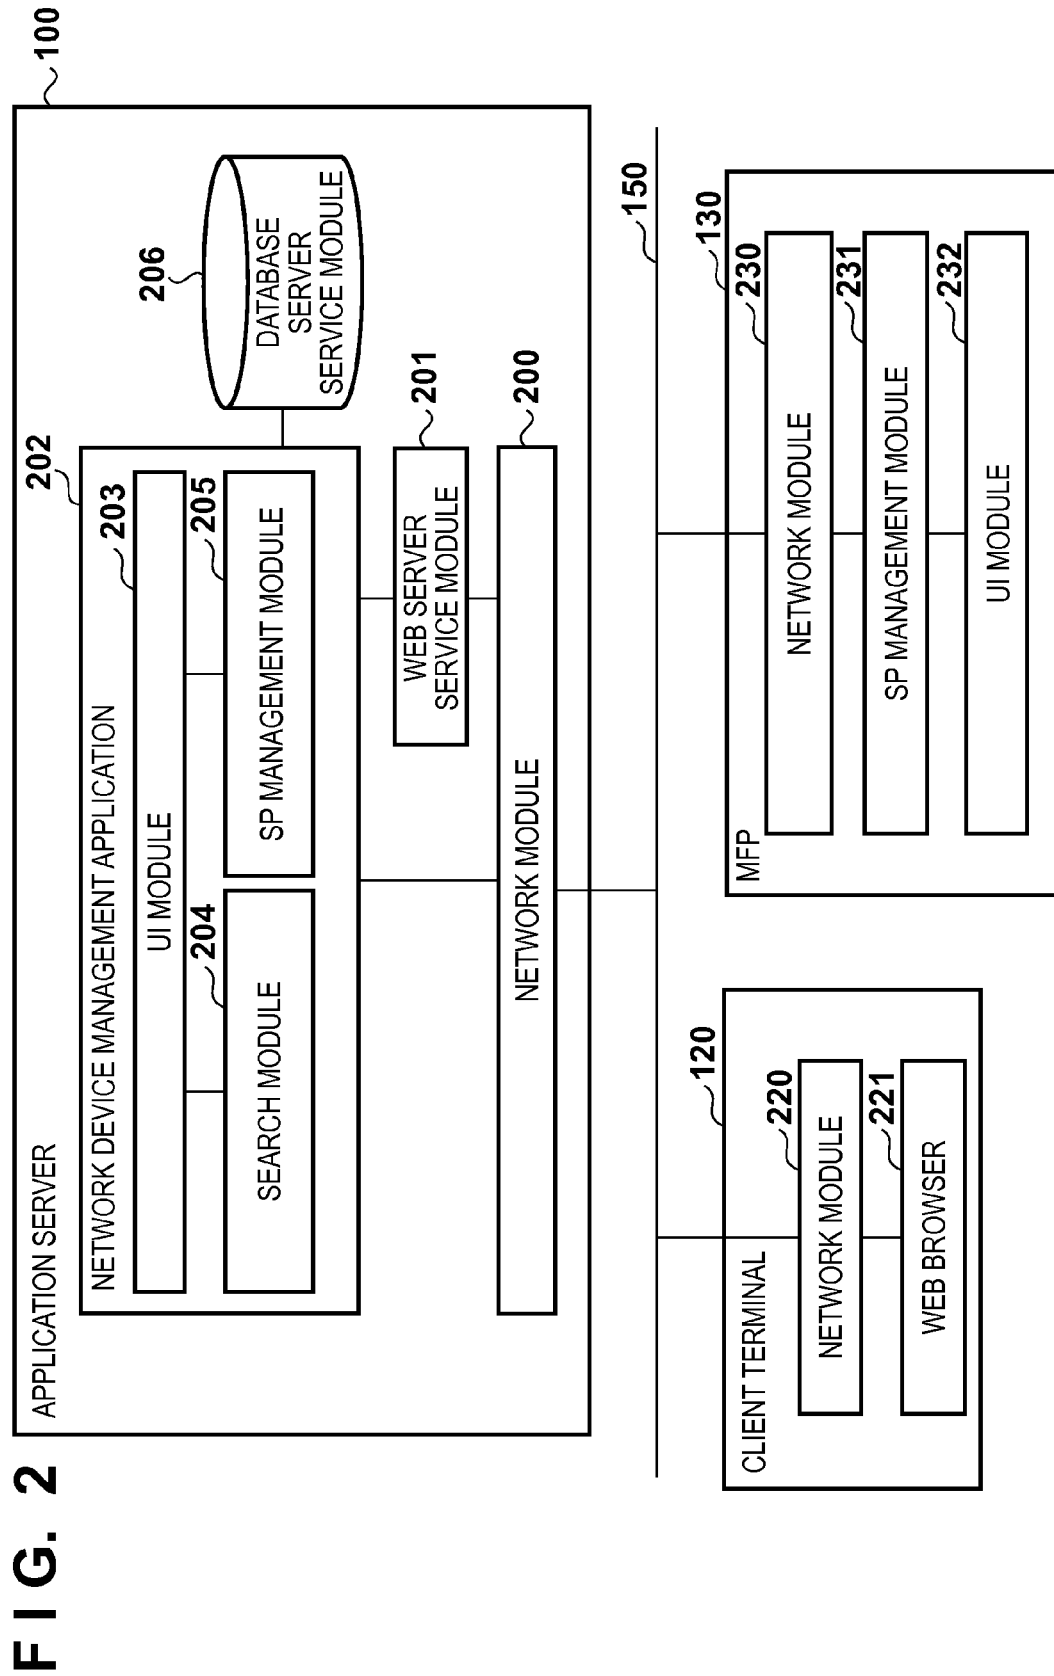 FIG. 2
APPLICATION SERVER
100
NETWORK DEVICE MANAGEMENT APPLICATION
202
UI MODULE
203
SEARCH MODULE
204
SP MANAGEMENT MODULE
205
DATABASE
SERVER
SERVICE MODULE
206
WEB SERVER
SERVICE MODULE
201
NETWORK MODULE
200
150
CLIENT TERMINAL
120
NETWORK MODULE
220
WEB BROWSER
221
MFP
130
NETWORK MODULE
230
SP MANAGEMENT MODULE
231
UI MODULE
232